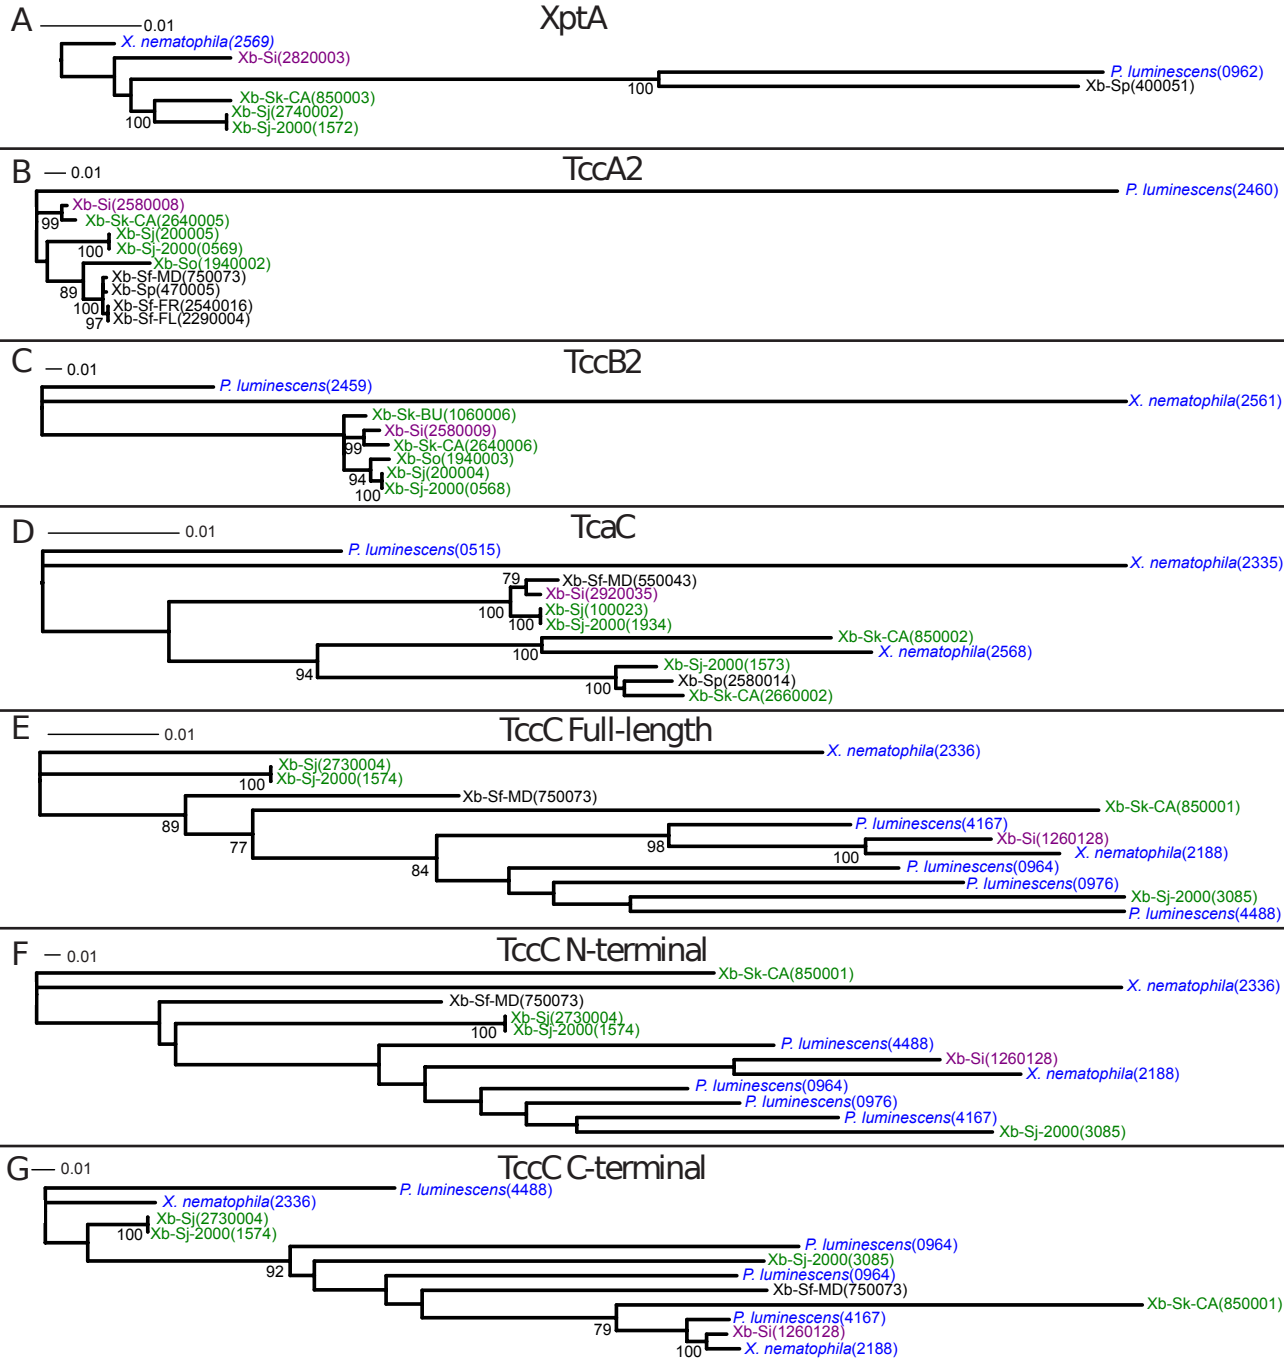 A
0.01
XptA
X. nematophila(2569)
Xb-Si(2820003)
P. luminescens(0962)
100
Xb-Sp(400051)
Xb-Sk-CA(850003)
Xb-Sj(2740002)
100
Xb-Sj-2000(1572)
B
0.01
TccA2
P. luminescens(2460)
Xb-Si(2580008)
99
Xb-Sk-CA(2640005)
Xb-Sj(200005)
100
Xb-Sj-2000(0569)
Xb-So(1940002)
Xb-Sf-MD(750073)
89
Xb-Sp(470005)
100
Xb-Sf-FR(2540016)
97
Xb-Sf-FL(2290004)
C
0.01
TccB2
P. luminescens(2459)
X. nematophila(2561)
Xb-Sk-BU(1060006)
Xb-Si(2580009)
99
Xb-Sk-CA(2640006)
Xb-So(1940003)
94
Xb-Sj(200004)
100
Xb-Sj-2000(0568)
D
0.01
TcaC
P. luminescens(0515)
X. nematophila(2335)
79
Xb-Sf-MD(550043)
Xb-Si(2920035)
100
Xb-Sj(100023)
100
Xb-Sj-2000(1934)
Xb-Sk-CA(850002)
100
X. nematophila(2568)
94
Xb-Sj-2000(1573)
Xb-Sp(2580014)
100
Xb-Sk-CA(2660002)
E
0.01
TccC Full-length
X. nematophila(2336)
Xb-Sj(2730004)
100
Xb-Sj-2000(1574)
Xb-Sf-MD(750073)
Xb-Sk-CA(850001)
89
P. luminescens(4167)
77
98
Xb-Si(1260128)
100
X. nematophila(2188)
84
P. luminescens(0964)
P. luminescens(0976)
Xb-Sj-2000(3085)
P. luminescens(4488)
F
0.01
TccC N-terminal
Xb-Sk-CA(850001)
X. nematophila(2336)
Xb-Sf-MD(750073)
Xb-Sj(2730004)
100
Xb-Sj-2000(1574)
P. luminescens(4488)
Xb-Si(1260128)
X. nematophila(2188)
P. luminescens(0964)
P. luminescens(0976)
P. luminescens(4167)
Xb-Sj-2000(3085)
G
0.01
TccC C-terminal
P. luminescens(4488)
X. nematophila(2336)
Xb-Sj(2730004)
100
Xb-Sj-2000(1574)
P. luminescens(0964)
92
Xb-Sj-2000(3085)
P. luminescens(0964)
Xb-Sf-MD(750073)
Xb-Sk-CA(850001)
79
P. luminescens(4167)
Xb-Si(1260128)
100
X. nematophila(2188)